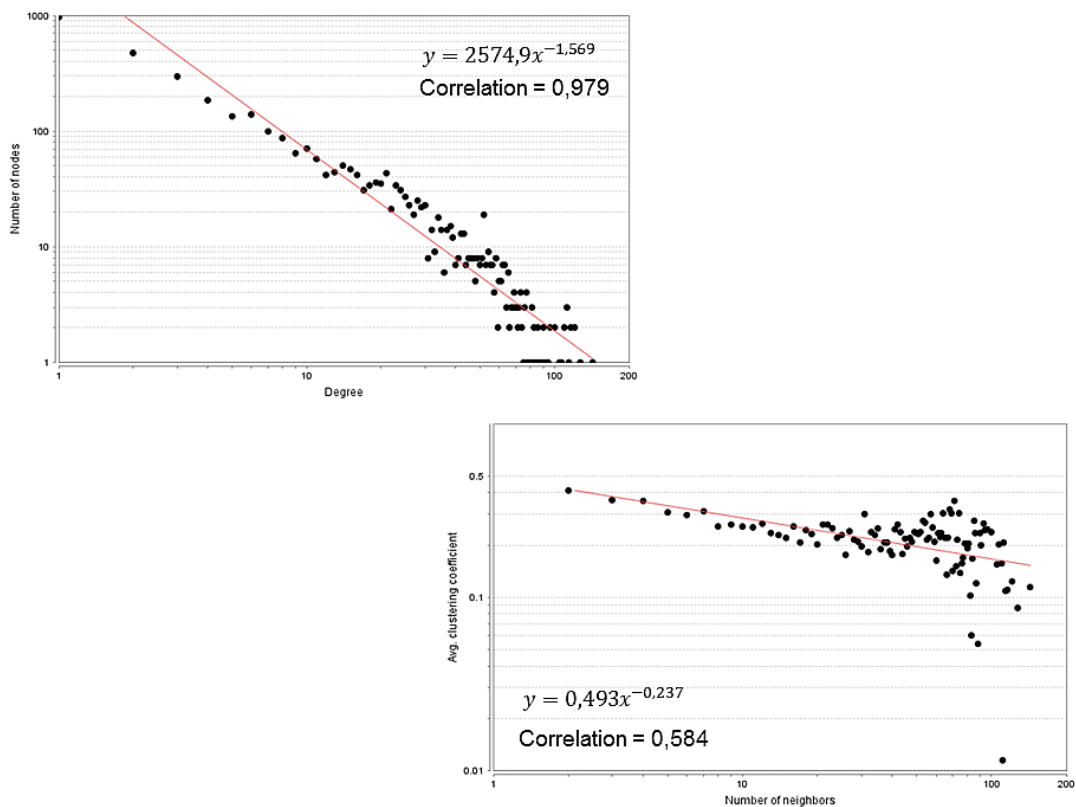 1000
y = 2574,9x^{-1,569}
Correlation = 0,979
100
Number of nodes
10
1
1 10 100 200
Degree
0.5
Avg. clustering coefficient
0.1
y = 0,493x^{-0,237}
Correlation = 0,584
0.01
1 10 100 200
Number of neighbors